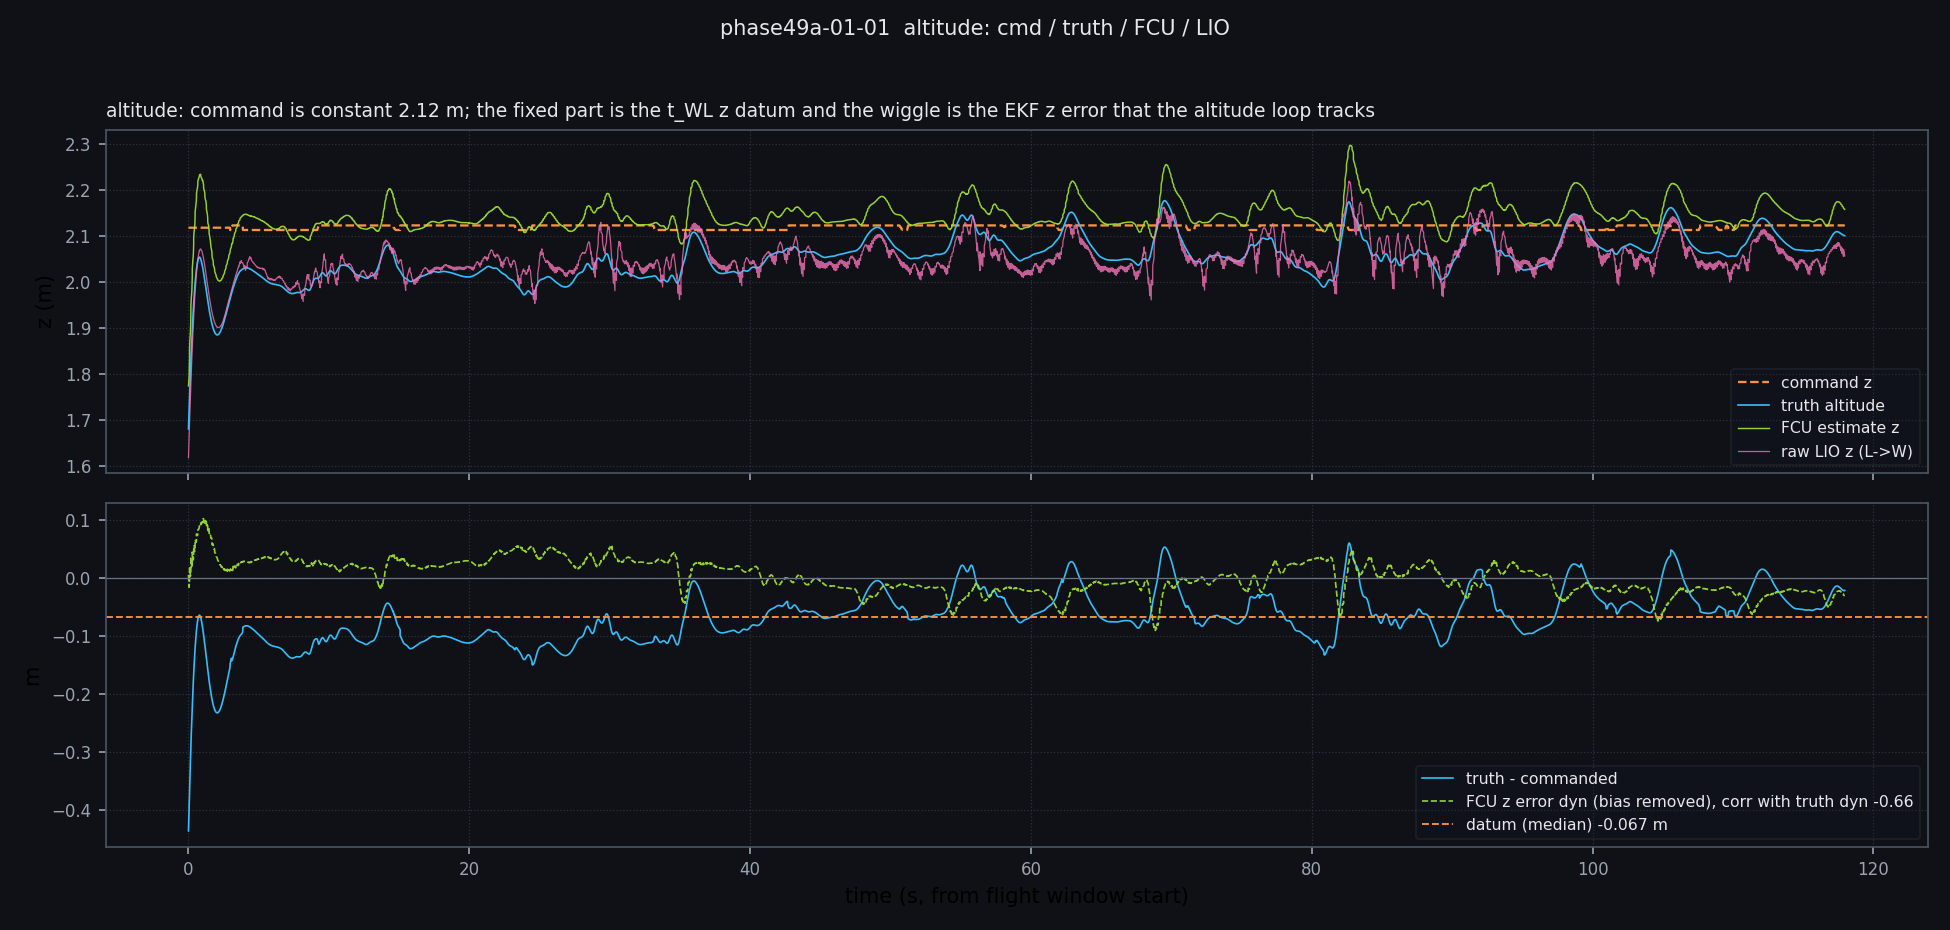 phase49a-01-01  altitude: cmd / truth / FCU / LIO
altitude: command is constant 2.12 m; the fixed part is the t_WL z datum and the wiggle is the EKF z error that the altitude loop tracks
z (m)
2.3
2.2
2.1
2.0
1.9
1.8
1.7
1.6
command z
truth altitude
FCU estimate z
raw LIO z (L->W)
m
0.1
0.0
−0.1
−0.2
−0.3
−0.4
truth - commanded
FCU z error dyn (bias removed), corr with truth dyn -0.66
datum (median) -0.067 m
0 20 40 60 80 100 120
time (s, from flight window start)